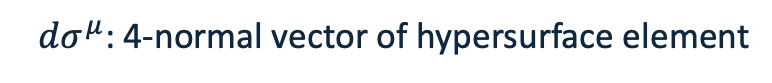 dσ^μ: 4-normal vector of hypersurface element